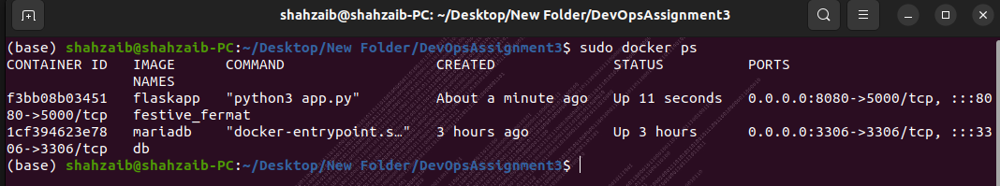 shahzaib@shahzaib-PC: ~/Desktop/New Folder/DevOpsAssignment3
(base) shahzaib@shahzaib-PC:~/Desktop/New Folder/DevOpsAssignment3$ sudo docker ps
CONTAINER ID   IMAGE     COMMAND                  CREATED              STATUS          PORTS
               NAMES
f3bb08b03451   flaskapp   "python3 app.py"         About a minute ago   Up 11 seconds   0.0.0.0:8080->5000/tcp, :::80
80->5000/tcp   festive_fermat
1cf394623e78   mariadb   "docker-entrypoint.s…"   3 hours ago          Up 3 hours      0.0.0.0:3306->3306/tcp, :::33
06->3306/tcp   db
(base) shahzaib@shahzaib-PC:~/Desktop/New Folder/DevOpsAssignment3$